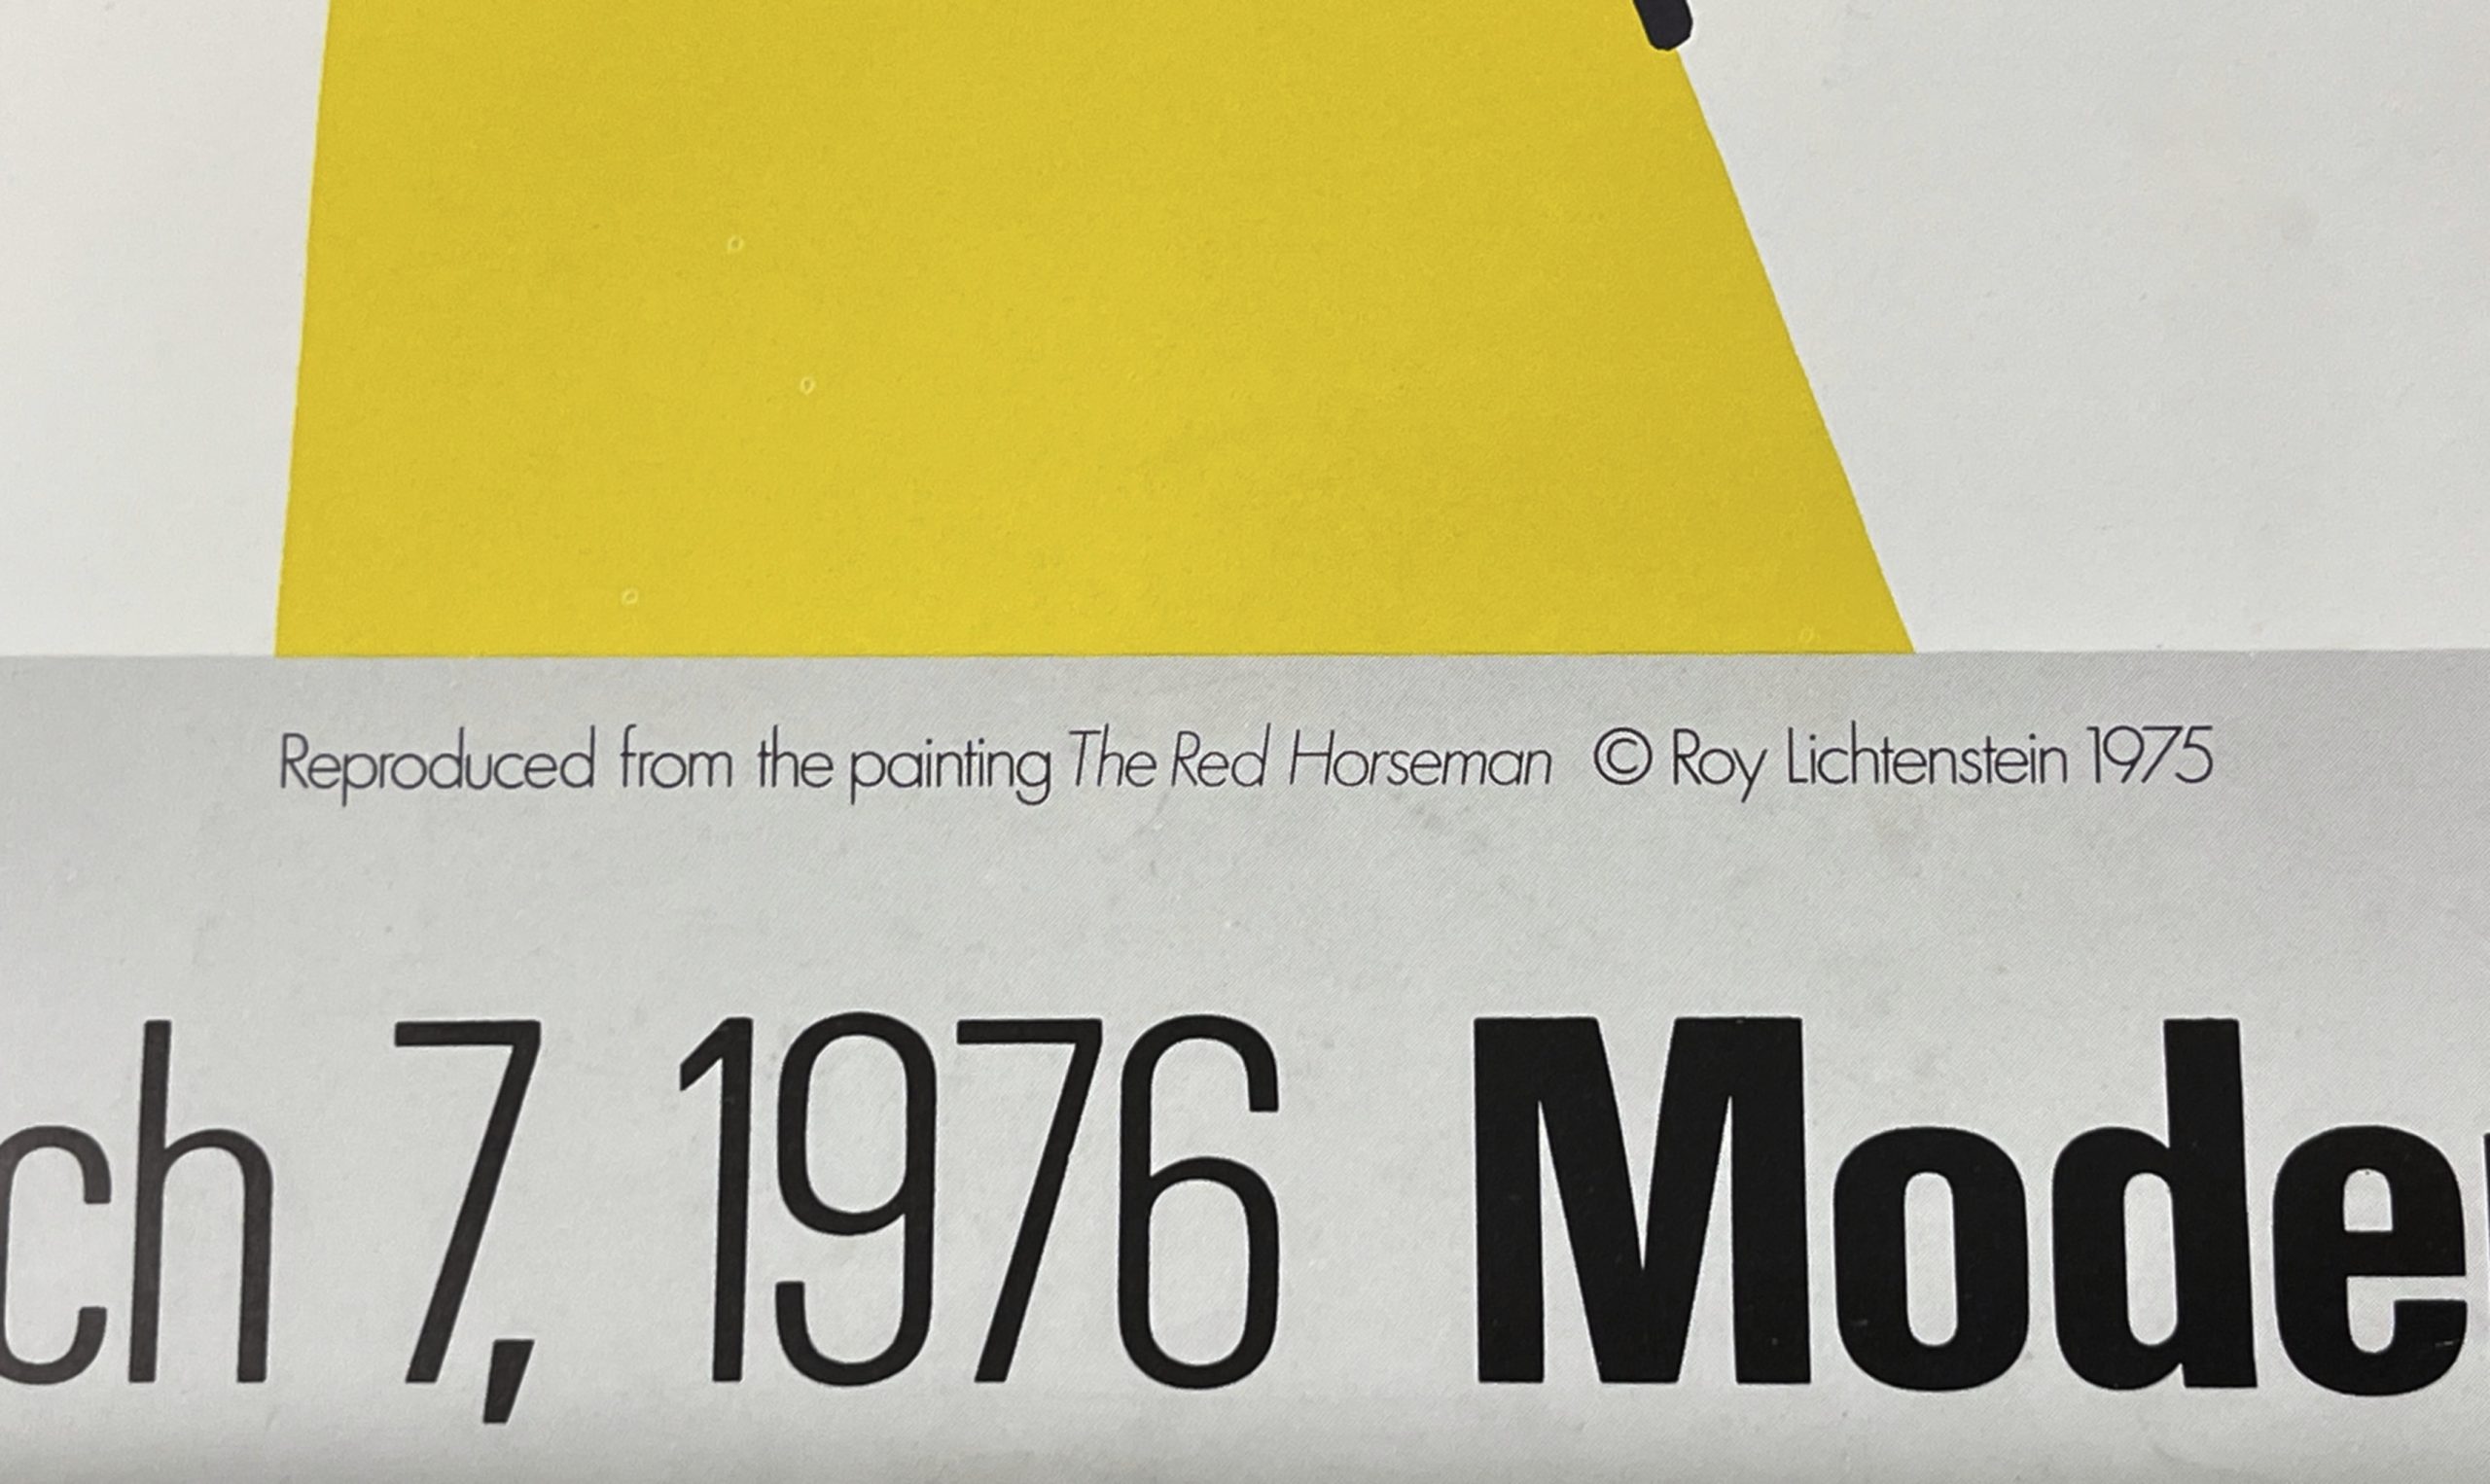 Reproduced from the painting The Red Horseman © Roy Lichtenstein 1975
ch 7, 1976 Mode